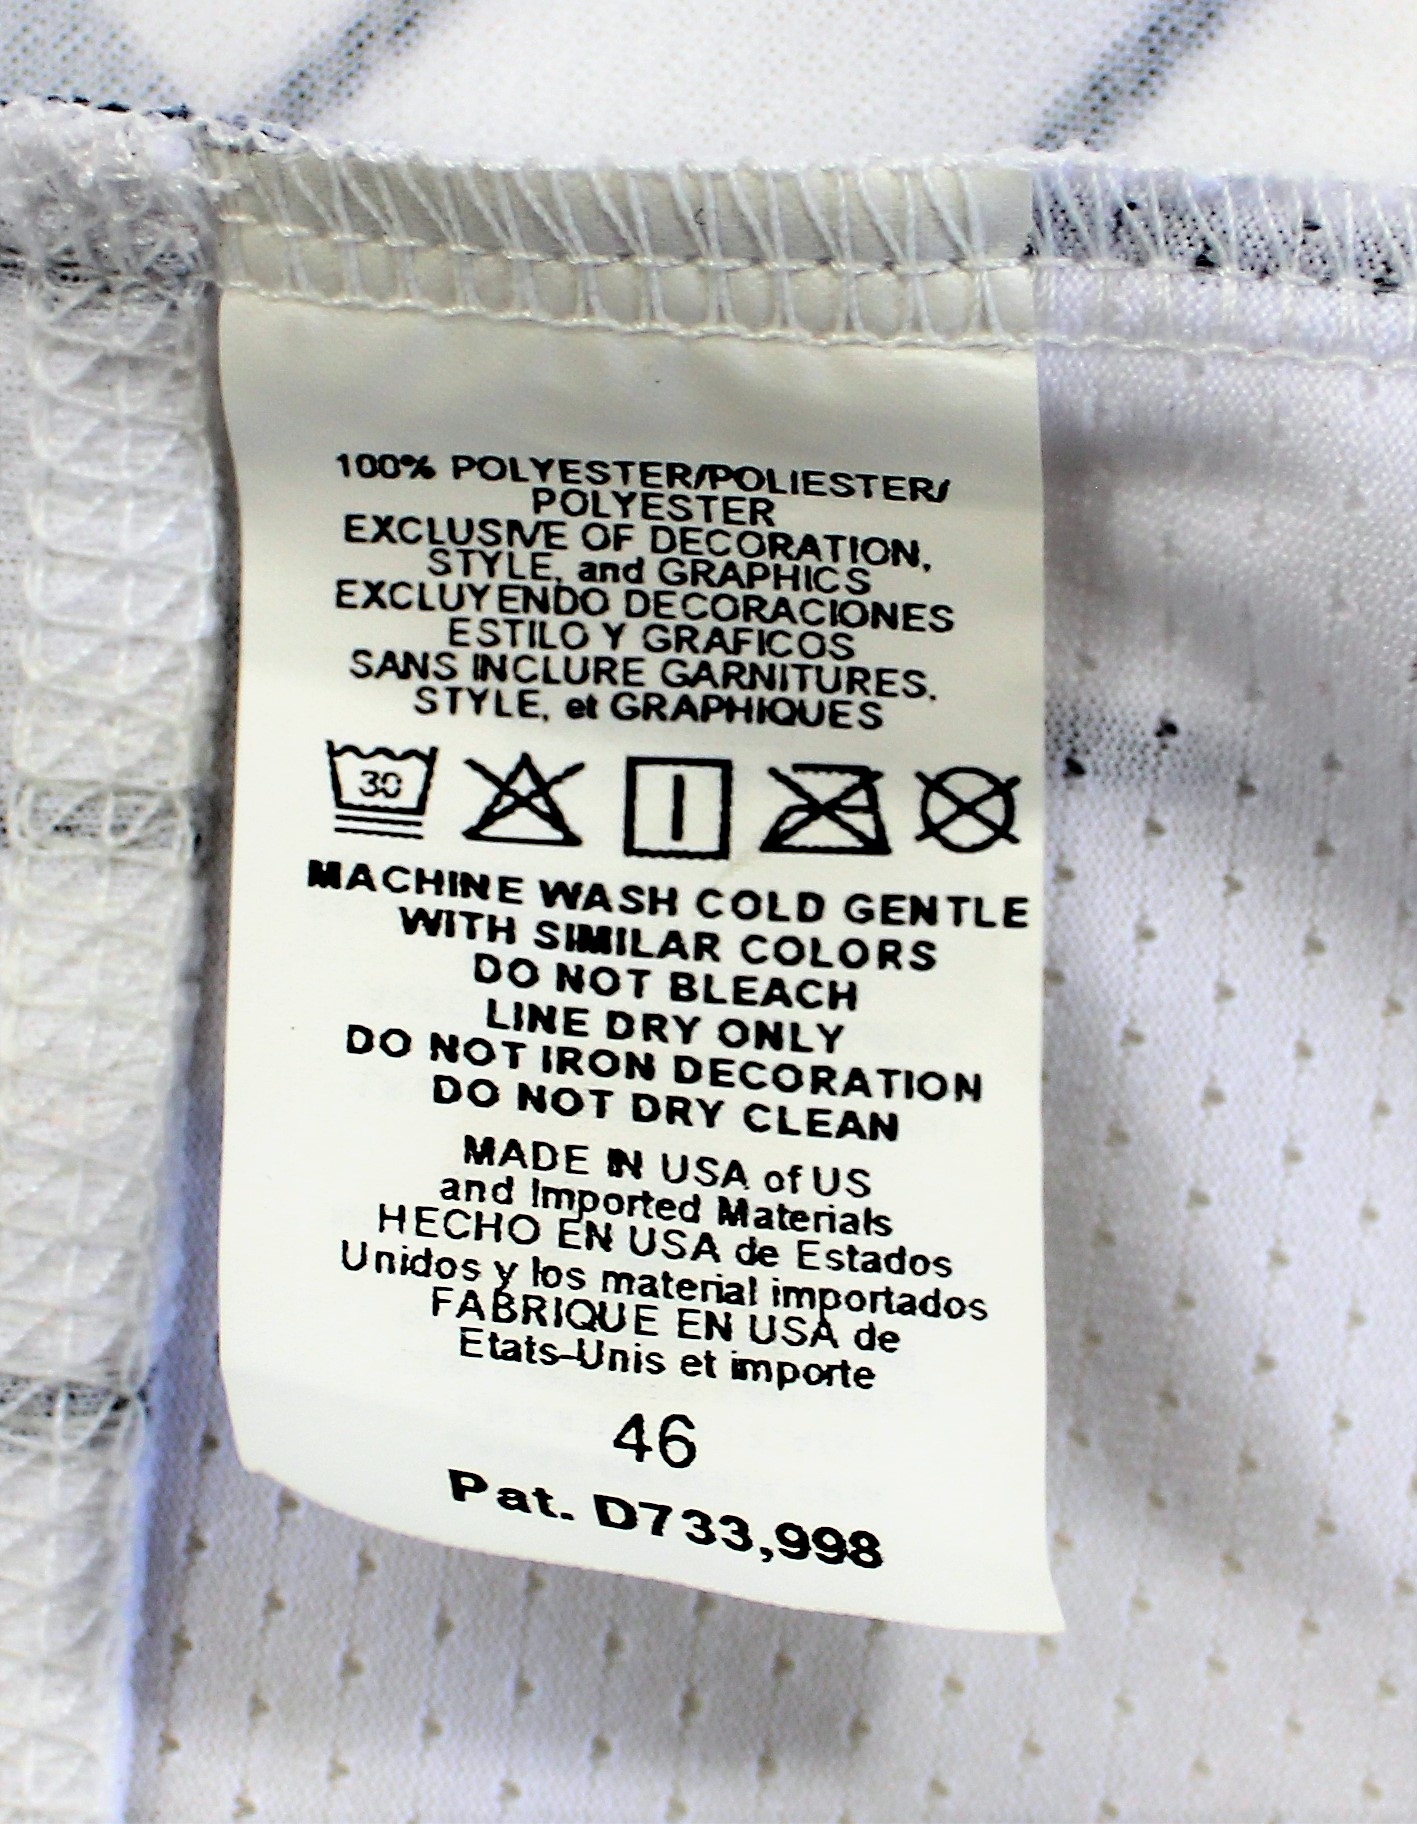 100% POLYESTER/POLIESTER/
POLYESTER
EXCLUSIVE OF DECORATION,
STYLE, and GRAPHICS
EXCLUYENDO DECORACIONES
ESTILO Y GRAFICOS
SANS INCLURE GARNITURES,
STYLE, et GRAPHIQUES
30
MACHINE WASH COLD GENTLE
WITH SIMILAR COLORS
DO NOT BLEACH
LINE DRY ONLY
DO NOT IRON DECORATION
DO NOT DRY CLEAN
MADE IN USA of US
and Imported Materials
HECHO EN USA de Estados
Unidos y los material importados
FABRIQUE EN USA de
Etats-Unis et importe
46
Pat. D733,998